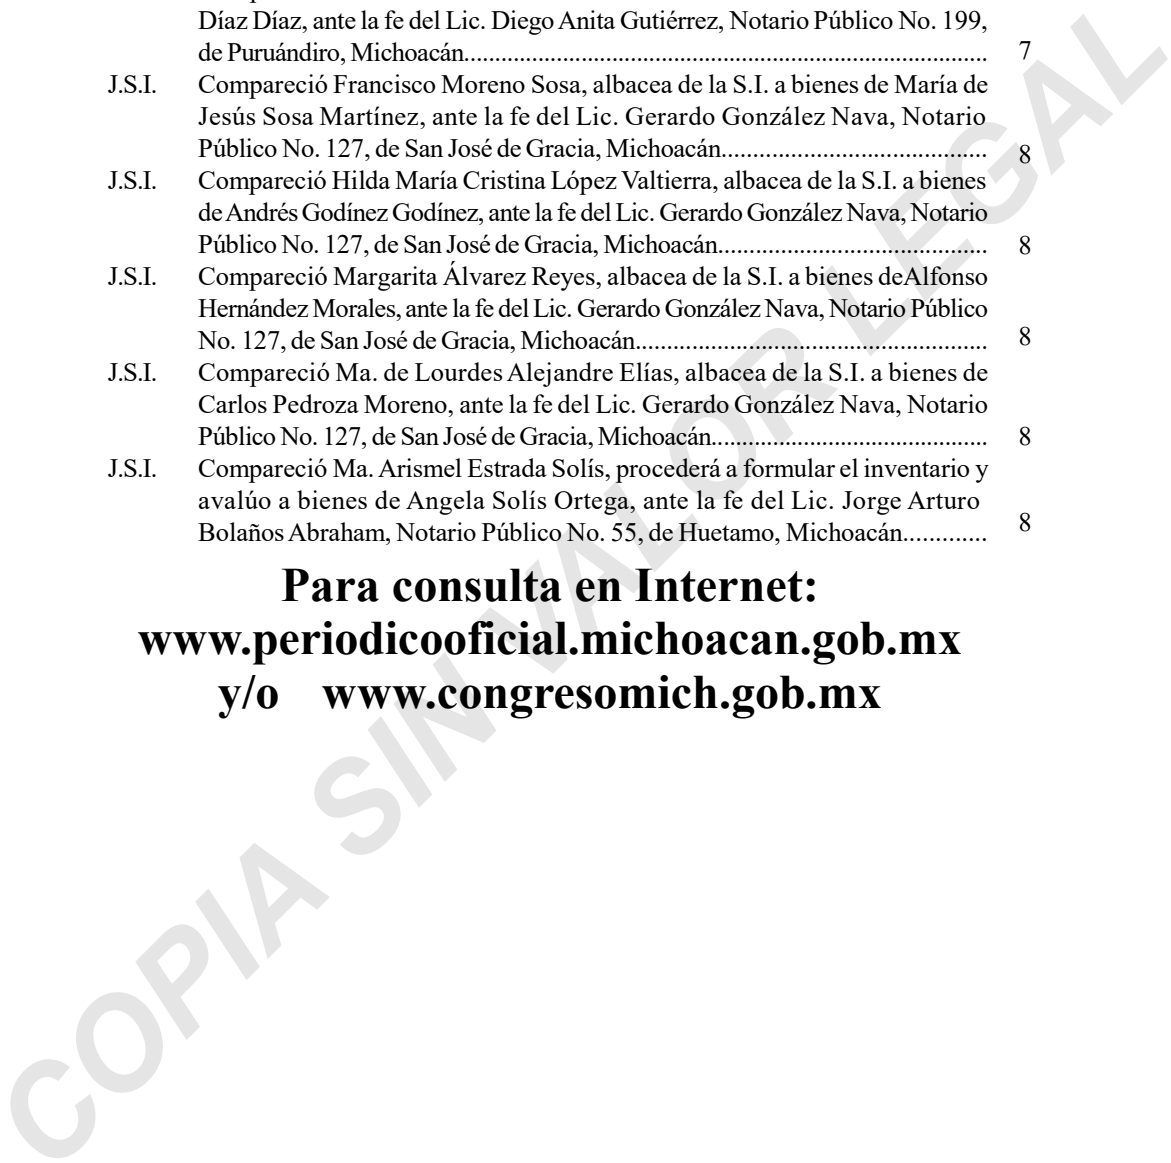 Díaz Díaz, ante la fe del Lic. Diego Anita Gutiérrez, Notario Público No. 199,
de Puruándiro, Michoacán.................................................................................... 7
J.S.I. Compareció Francisco Moreno Sosa, albacea de la S.I. a bienes de María de
Jesús Sosa Martínez, ante la fe del Lic. Gerardo González Nava, Notario
Público No. 127, de San José de Gracia, Michoacán........................................ 8
J.S.I. Compareció Hilda María Cristina López Valtierra, albacea de la S.I. a bienes
de Andrés Godínez Godínez, ante la fe del Lic. Gerardo González Nava, Notario
Público No. 127, de San José de Gracia, Michoacán.......................................... 8
J.S.I. Compareció Margarita Álvarez Reyes, albacea de la S.I. a bienes deAlfonso
Hernández Morales, ante la fe del Lic. Gerardo González Nava, Notario Público
No. 127, de San José de Gracia, Michoacán........................................................ 8
J.S.I. Compareció Ma. de Lourdes Alejandre Elías, albacea de la S.I. a bienes de
Carlos Pedroza Moreno, ante la fe del Lic. Gerardo González Nava, Notario
Público No. 127, de San José de Gracia, Michoacán............................................ 8
J.S.I. Compareció Ma. Arismel Estrada Solís, procederá a formular el inventario y
avalúo a bienes de Angela Solís Ortega, ante la fe del Lic. Jorge Arturo
Bolaños Abraham, Notario Público No. 55, de Huetamo, Michoacán............. 8
Para consulta en Internet:
www.periodicooficial.michoacan.gob.mx
y/o www.congresomich.gob.mx
COPIA SIN VALOR LEGAL